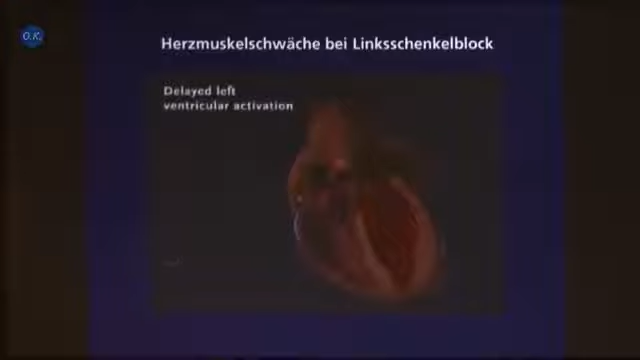 O.K.
Herzmuskelschwäche bei Linksschenkelblock
Delayed left
ventricular activation